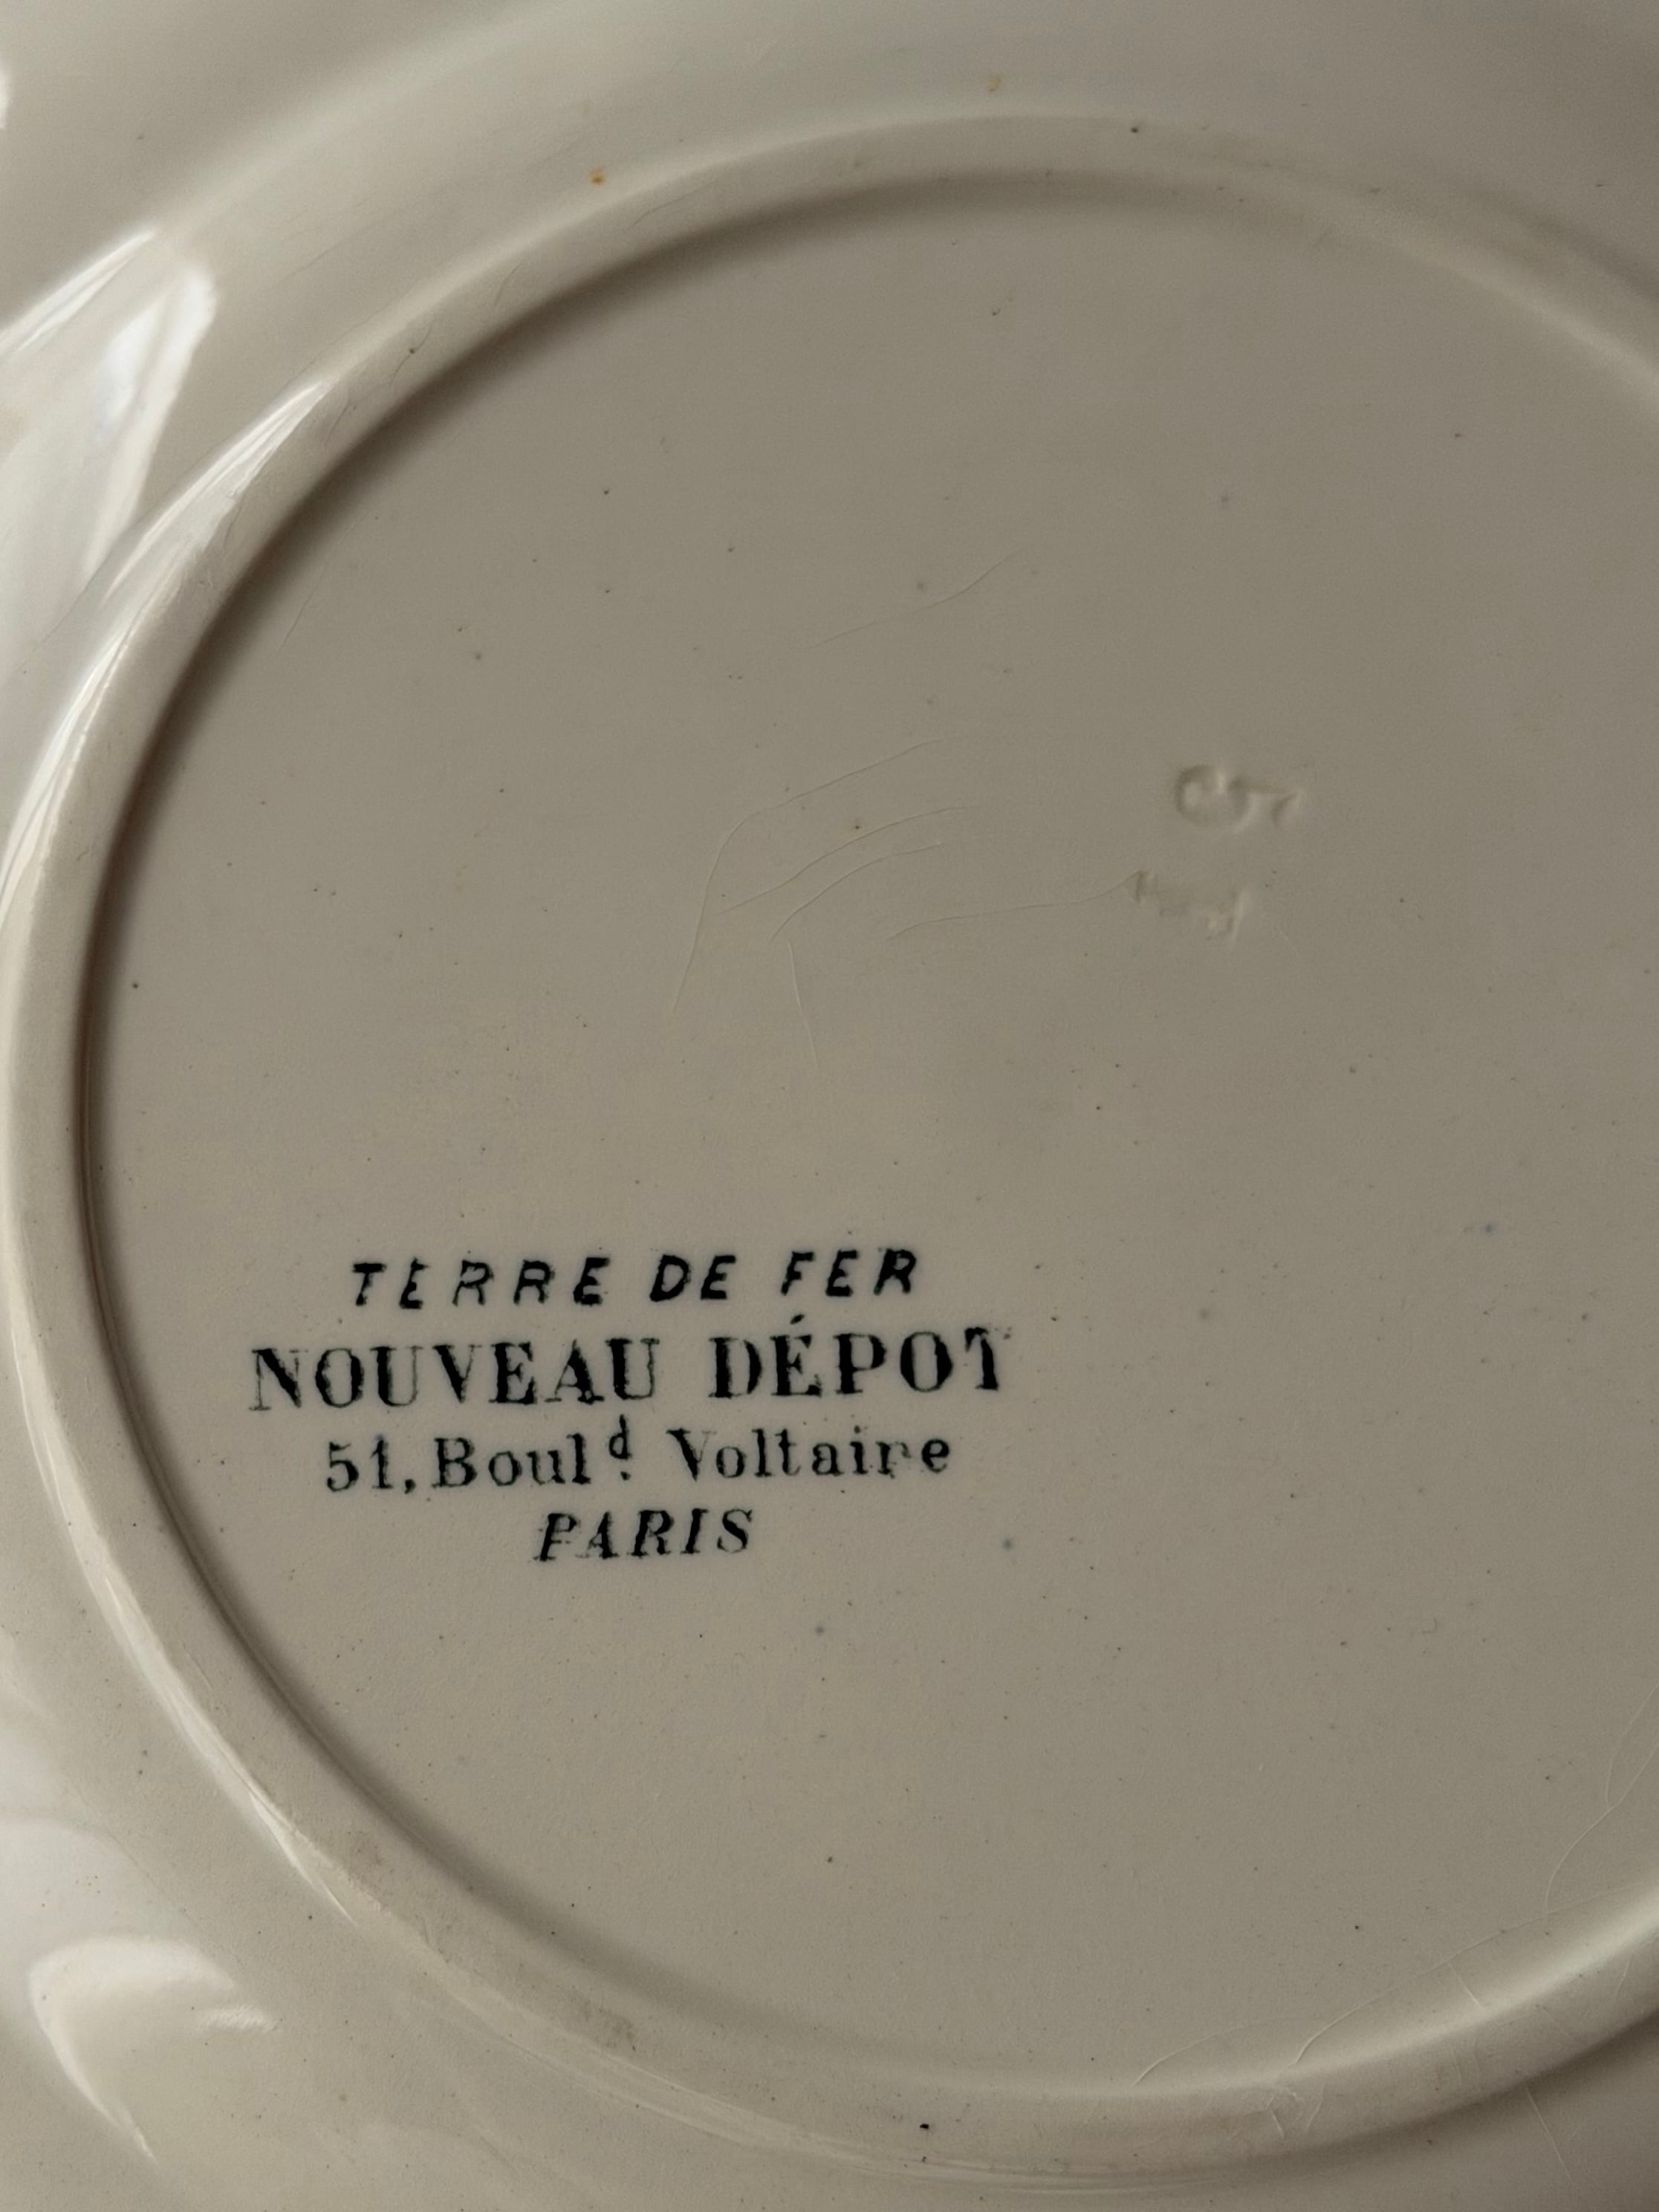 TERRE DE FER
NOUVEAU DÉPOT
51, Boul.d Voltaire
PARIS